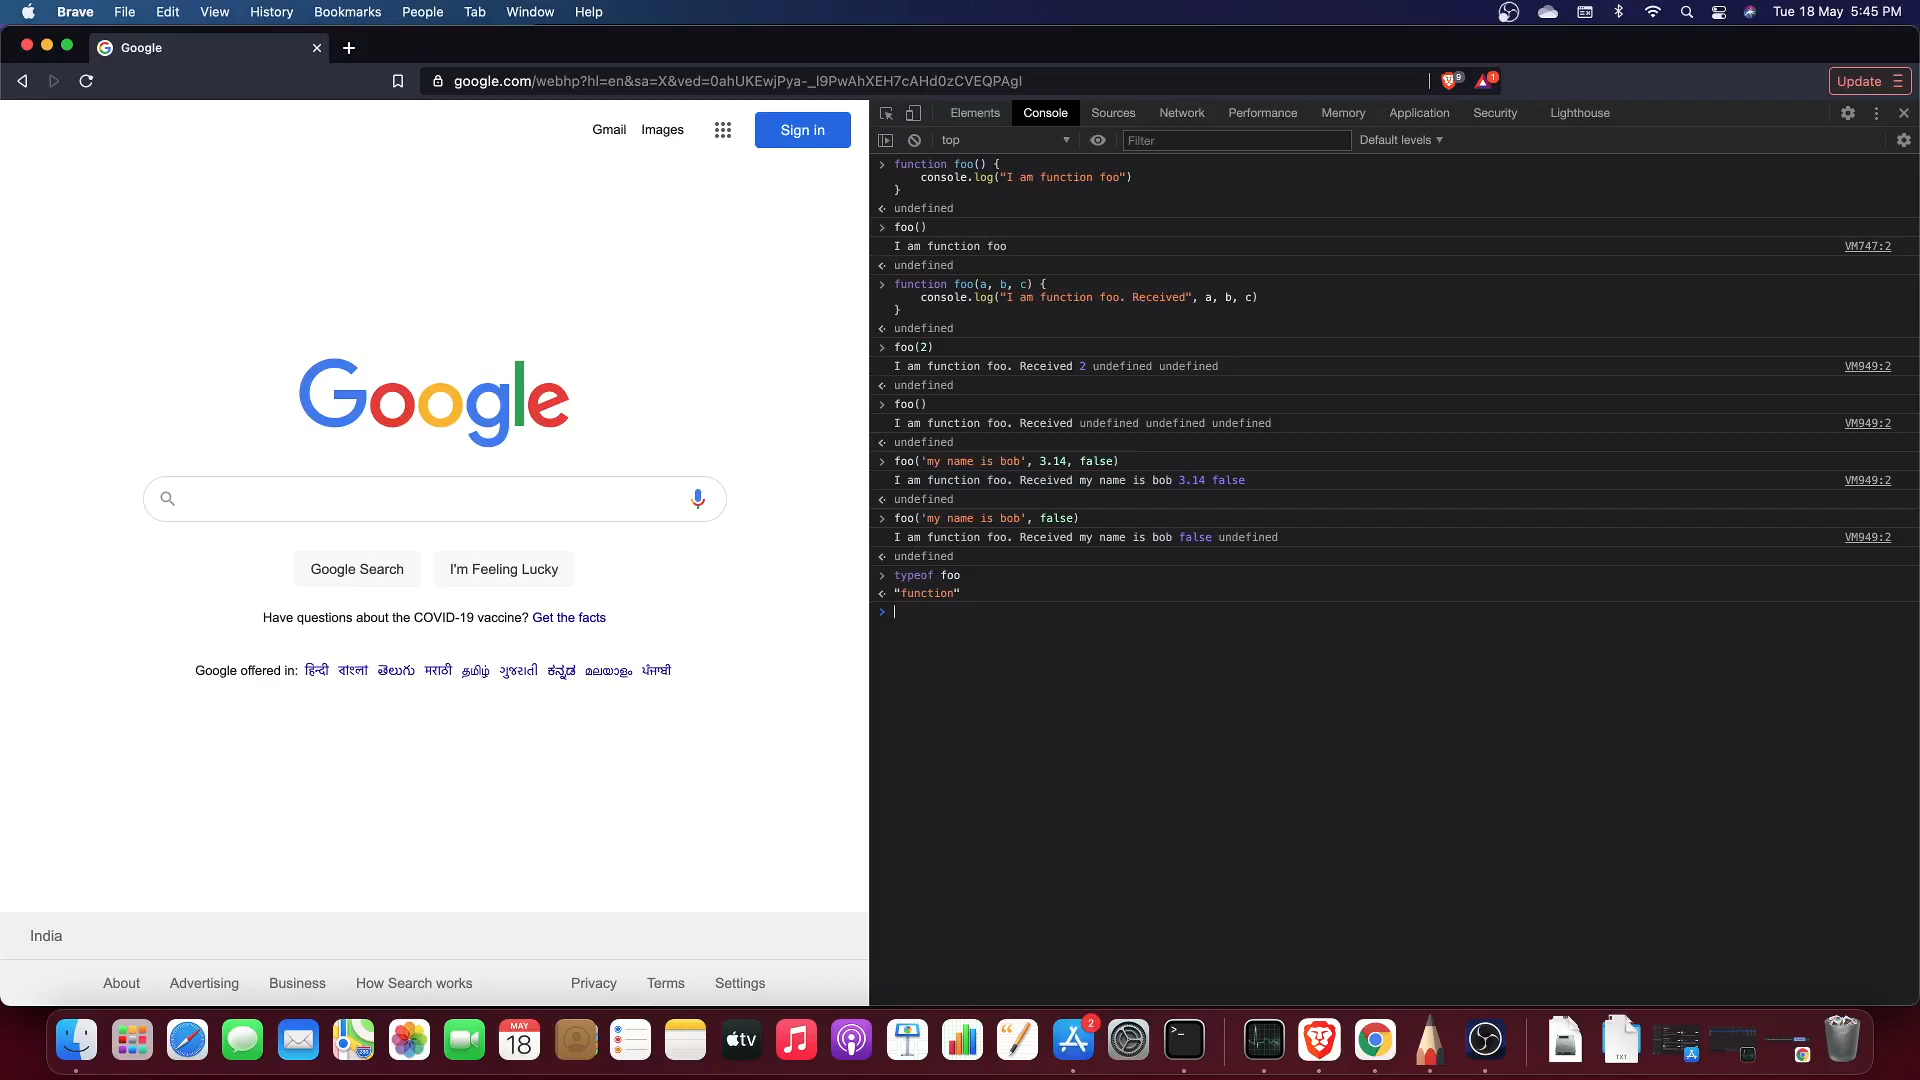 Brave File Edit View History Bookmarks People Tab Window Help Tue 18 May 5:45 PM
Google
google.com/webhp?hl=en&sa=X&ved=0ahUKEwjPya-_l9PwAhXEH7cAHd0zCVEQPAgI 9 1 Update
Gmail Images Sign in
Google
Google Search I'm Feeling Lucky
Have questions about the COVID-19 vaccine? Get the facts
Google offered in: हिन्दी বাংলা తెలుగు मराठी தமிழ் ગુજરાતી ಕನ್ನಡ മലയാളം ਪੰਜਾਬੀ
India
About Advertising Business How Search works Privacy Terms Settings
Elements Console Sources Network Performance Memory Application Security Lighthouse
top Filter Default levels
function foo() {
console.log("I am function foo")
}
undefined
foo()
I am function foo VM747:2
undefined
function foo(a, b, c) {
console.log("I am function foo. Received", a, b, c)
}
undefined
foo(2)
I am function foo. Received 2 undefined undefined VM949:2
undefined
foo()
I am function foo. Received undefined undefined undefined VM949:2
undefined
foo('my name is bob', 3.14, false)
I am function foo. Received my name is bob 3.14 false VM949:2
undefined
foo('my name is bob', false)
I am function foo. Received my name is bob false undefined VM949:2
undefined
typeof foo
"function"
MAY
18
tv
2
TXT